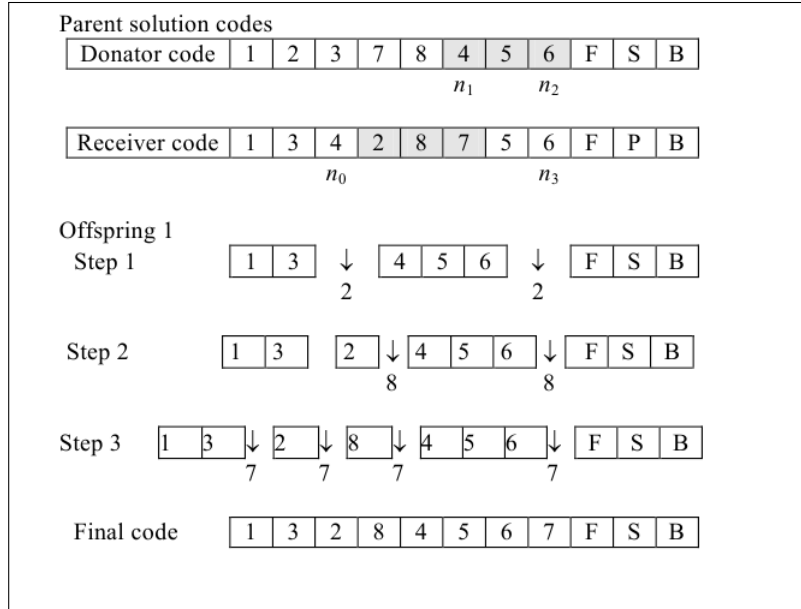 Parent solution codes
Donator code 1 2 3 7 8 4 5 6 F S B
n1 n2
Receiver code 1 3 4 2 8 7 5 6 F P B
n0 n3
Offspring 1
Step 1 1 3 ↓ 4 5 6 ↓ F S B
2 2
Step 2 1 3 2 ↓ 4 5 6 ↓ F S B
8 8
Step 3 1 3 ↓ 2 ↓ 8 ↓ 4 5 6 ↓ F S B
7 7 7 7
Final code 1 3 2 8 4 5 6 7 F S B